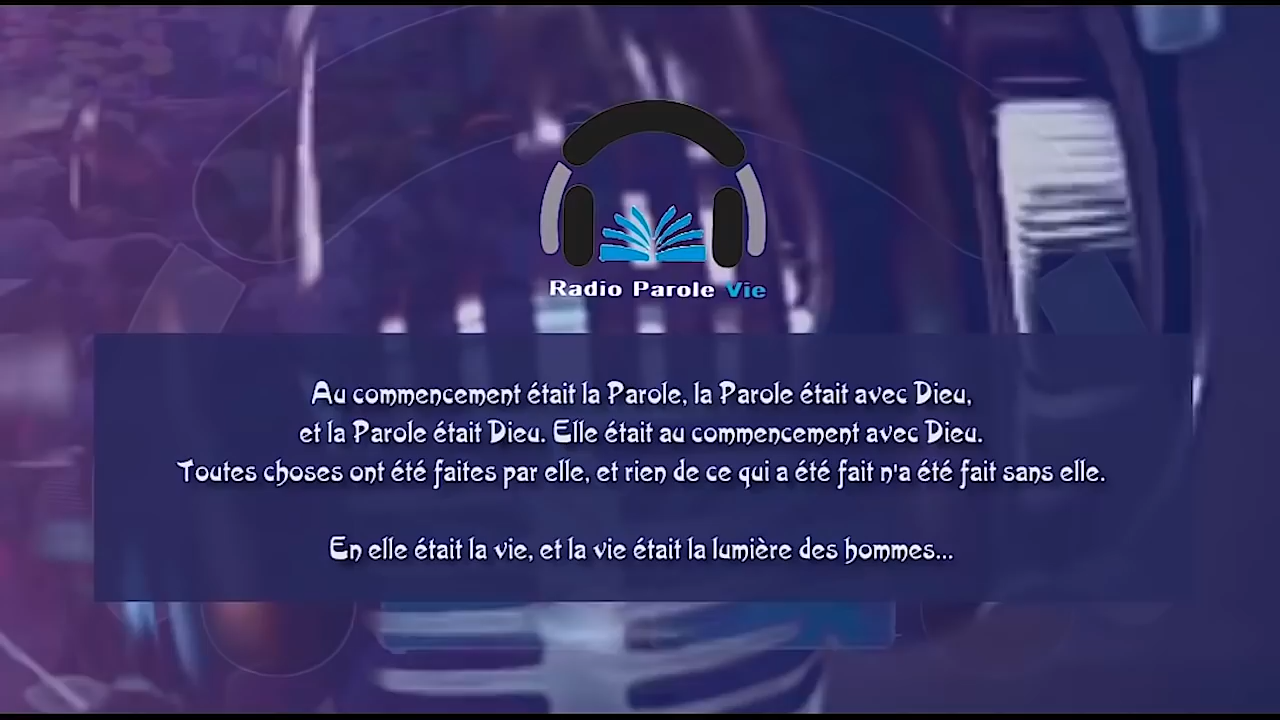 Radio Parole Vie
Au commencement était la Parole, la Parole était avec Dieu,
et la Parole était Dieu. Elle était au commencement avec Dieu.
Toutes choses ont été faites par elle, et rien de ce qui a été fait n'a été fait sans elle.
En elle était la vie, et la vie était la lumière des hommes...